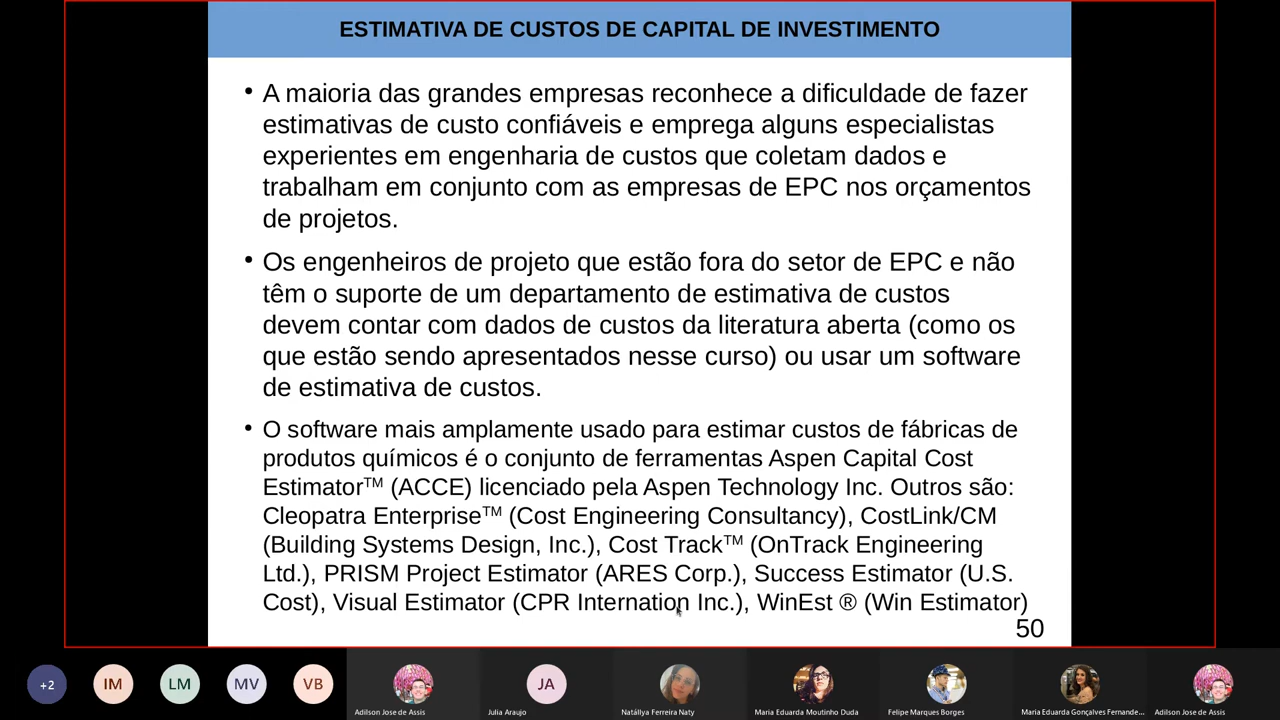 ESTIMATIVA DE CUSTOS DE CAPITAL DE INVESTIMENTO
• A maioria das grandes empresas reconhece a dificuldade de fazer
estimativas de custo confiáveis e emprega alguns especialistas
experientes em engenharia de custos que coletam dados e
trabalham em conjunto com as empresas de EPC nos orçamentos
de projetos.
• Os engenheiros de projeto que estão fora do setor de EPC e não
têm o suporte de um departamento de estimativa de custos
devem contar com dados de custos da literatura aberta (como os
que estão sendo apresentados nesse curso) ou usar um software
de estimativa de custos.
• O software mais amplamente usado para estimar custos de fábricas de
produtos químicos é o conjunto de ferramentas Aspen Capital Cost
Estimator™ (ACCE) licenciado pela Aspen Technology Inc. Outros são:
Cleopatra Enterprise™ (Cost Engineering Consultancy), CostLink/CM
(Building Systems Design, Inc.), Cost Track™ (OnTrack Engineering
Ltd.), PRISM Project Estimator (ARES Corp.), Success Estimator (U.S.
Cost), Visual Estimator (CPR Internation Inc.), WinEst ® (Win Estimator)
50
+2 IM LM MV VB JA
Adilson Jose de Assis Julia Araujo Natállya Ferreira Naty Maria Eduarda Moutinho Duda Felipe Marques Borges Maria Eduarda Gonçalves Fernande... Adilson Jose de Assis